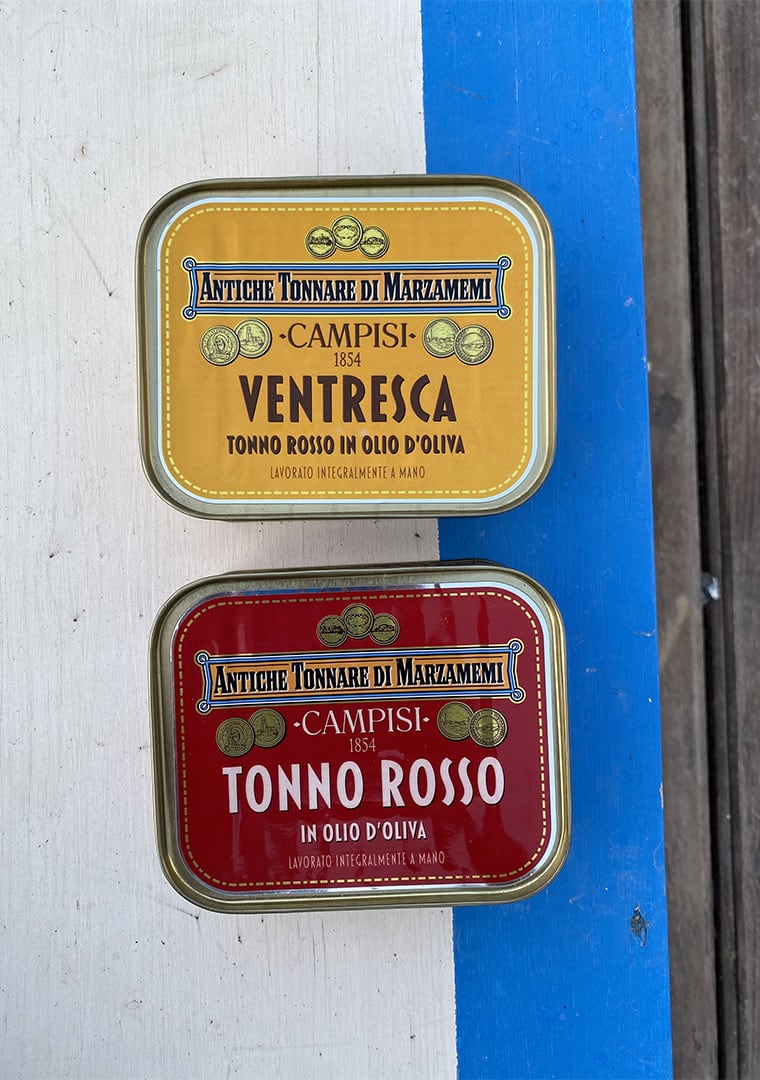 ANTICHE TONNARE DI MARZAMEMI
·CAMPISI·
1854
VENTRESCA
TONNO ROSSO IN OLIO D'OLIVA
LAVORATO INTEGRALMENTE A MANO
ANTICHE TONNARE DI MARZAMEMI
·CAMPISI·
1854
TONNO ROSSO
IN OLIO D'OLIVA
LAVORATO INTEGRALMENTE A MANO